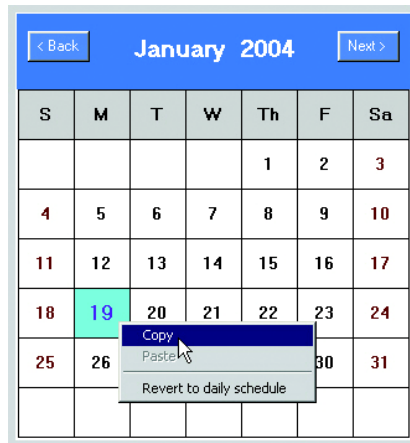 < Back January 2004 Next >
S M T W Th F Sa
1 2 3
4 5 6 7 8 9 10
11 12 13 14 15 16 17
18 19 20 21 22 23 24
Copy
25 26 Paste 30 31
Revert to daily schedule